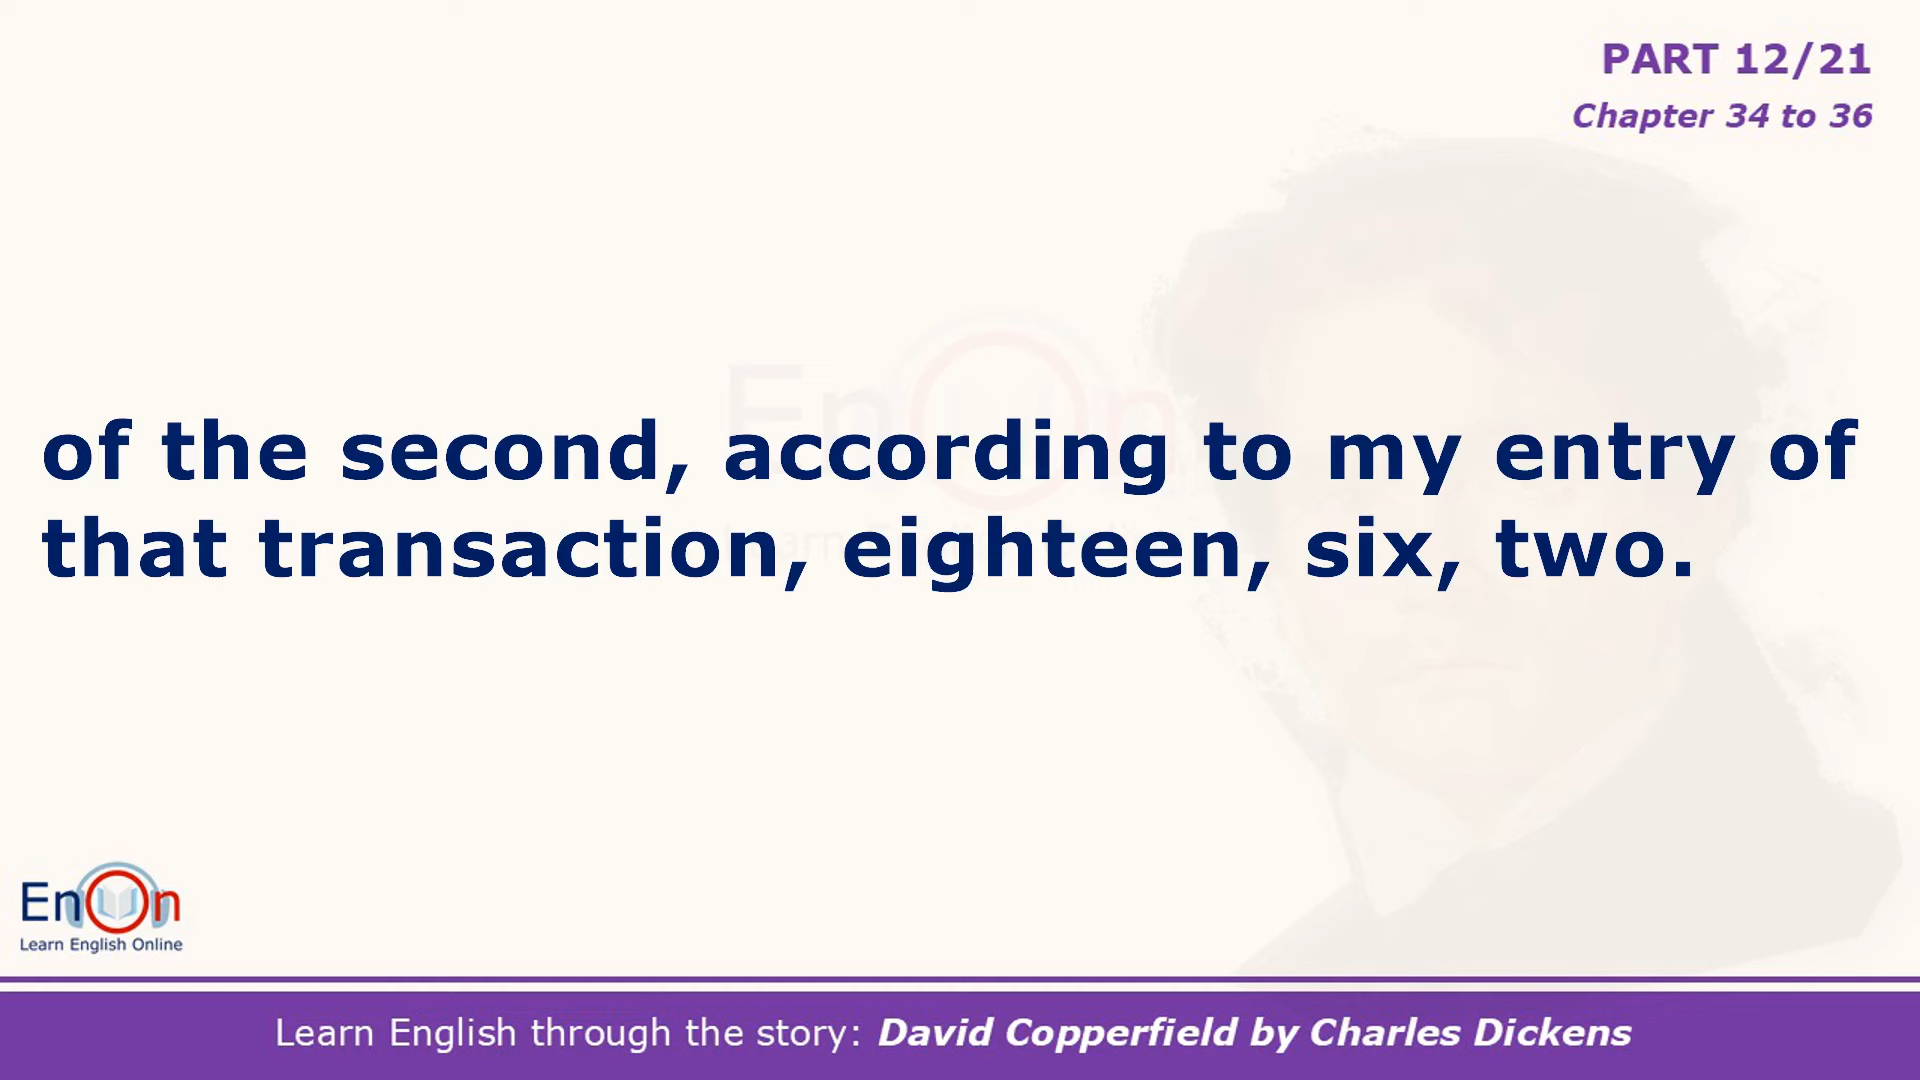 PART 12/21
Chapter 34 to 36
of the second, according to my entry of
that transaction, eighteen, six, two.
EnOn
Learn English Online
Learn English through the story: David Copperfield by Charles Dickens